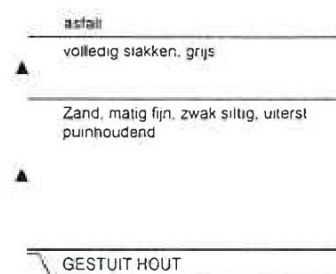 asfalt
volledig slakken, grijs
Zand, matig fijn, zwak siltig, uiterst
puinhoudend
GESTUIT HOUT